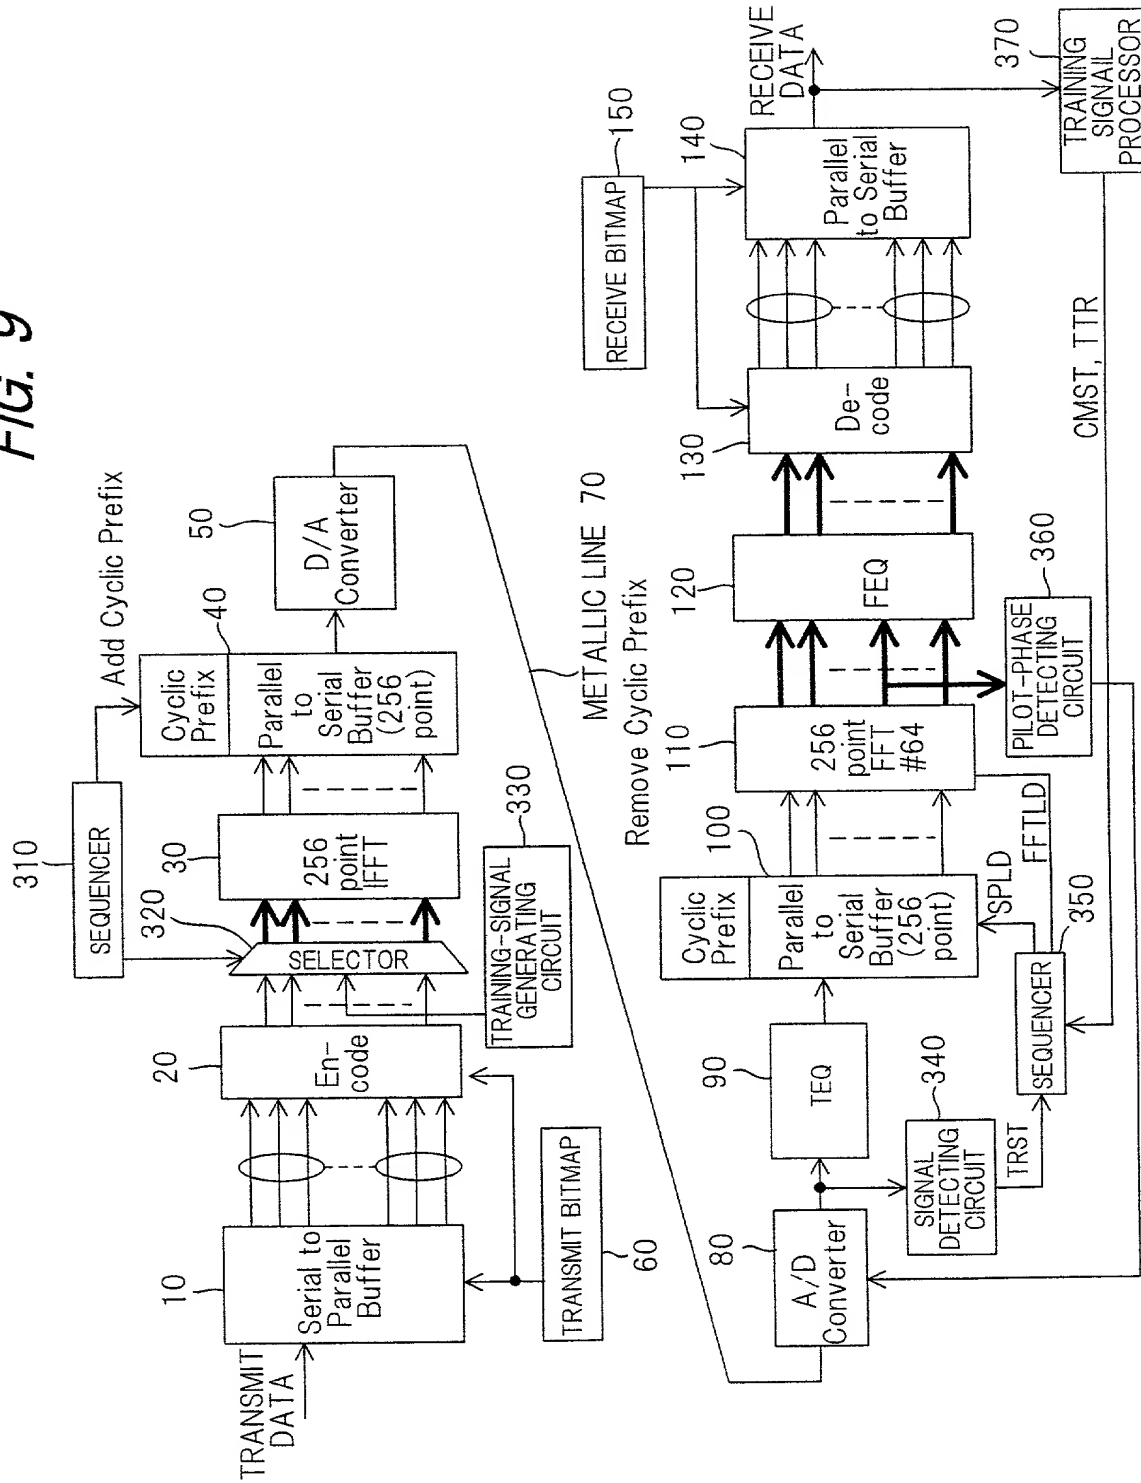 FIG. 9
TRANSMIT
DATA
10
Serial to
Parallel
Buffer
20
En-
code
60
TRANSMIT BITMAP
310
SEQUENCER
320
SELECTOR
330
TRAINING-SIGNAL
GENERATING
CIRCUIT
30
256
point
IFFT
Add Cyclic Prefix
40
Cyclic
Prefix
Parallel
to
Serial
Buffer
(256
point)
50
D/A
Converter
METALLIC LINE 70
80
A/D
Converter
90
TEQ
340
SIGNAL
DETECTING
CIRCUIT
TRST
350
SEQUENCER
SPLD
FFTLD
Remove Cyclic Prefix
100
Cyclic
Prefix
Parallel
to
Serial
Buffer
(256
point)
110
256
point
FFT
#64
120
FEQ
360
PILOT-PHASE
DETECTING
CIRCUIT
130
De-
code
150
RECEIVE BITMAP
140
Parallel
to Serial
Buffer
RECEIVE
DATA
370
TRAINING
SIGNAIL
PROCESSOR
CMST, TTR